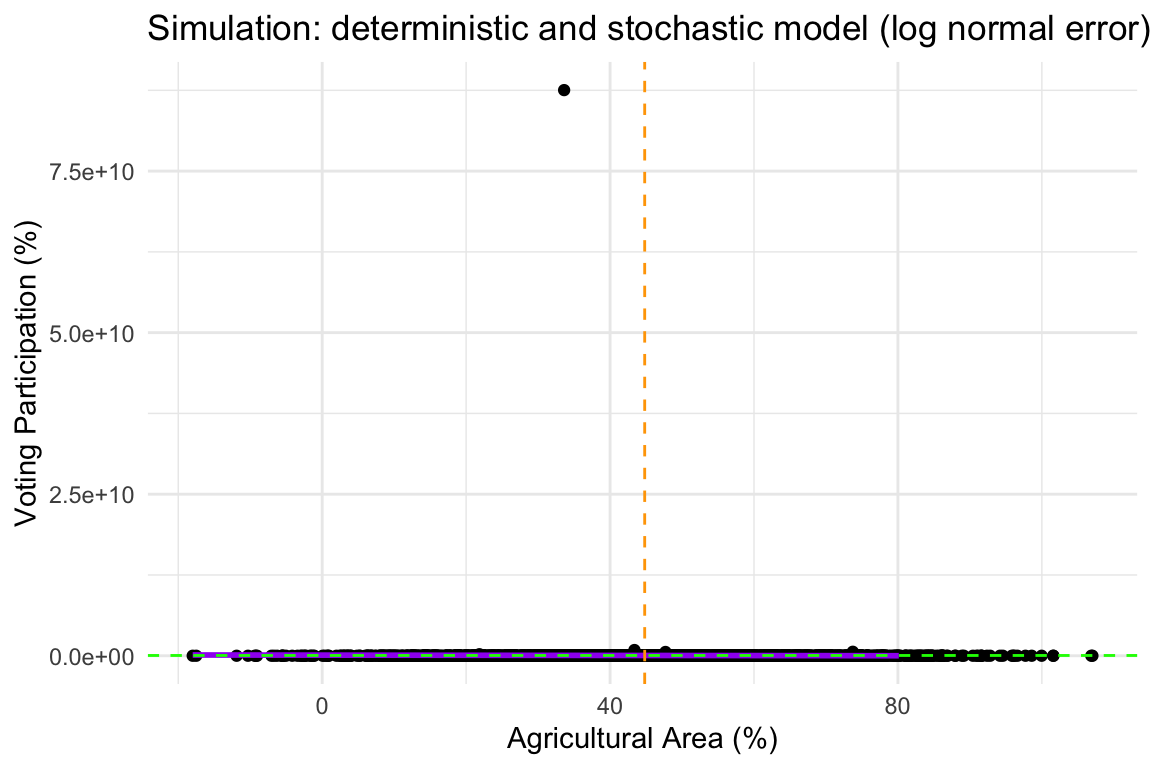 Simulation: deterministic and stochastic model (log normal error)
Voting Participation (%)
7.5e+10
5.0e+10
2.5e+10
0.0e+00
0 40 80
Agricultural Area (%)